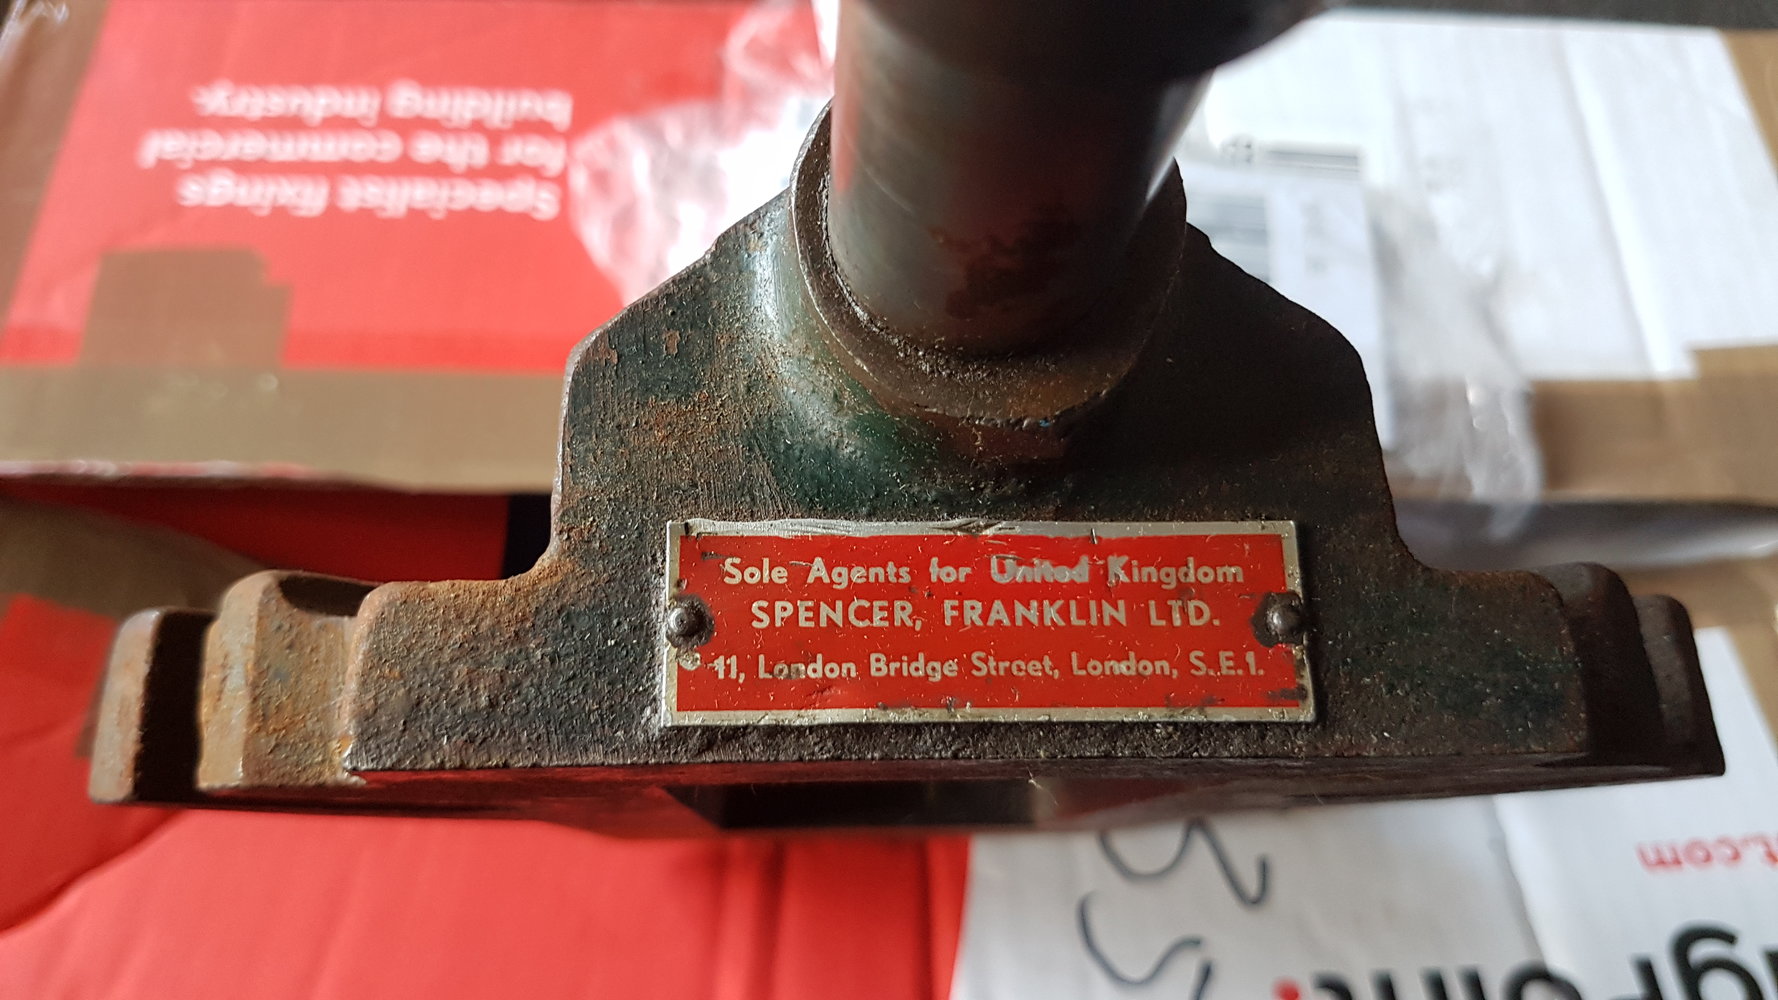 Sole Agents for United Kingdom
SPENCER, FRANKLIN LTD.
11, London Bridge Street, London, S.E.1.
Specialist fixings
for the commercial
building industry.
t.com